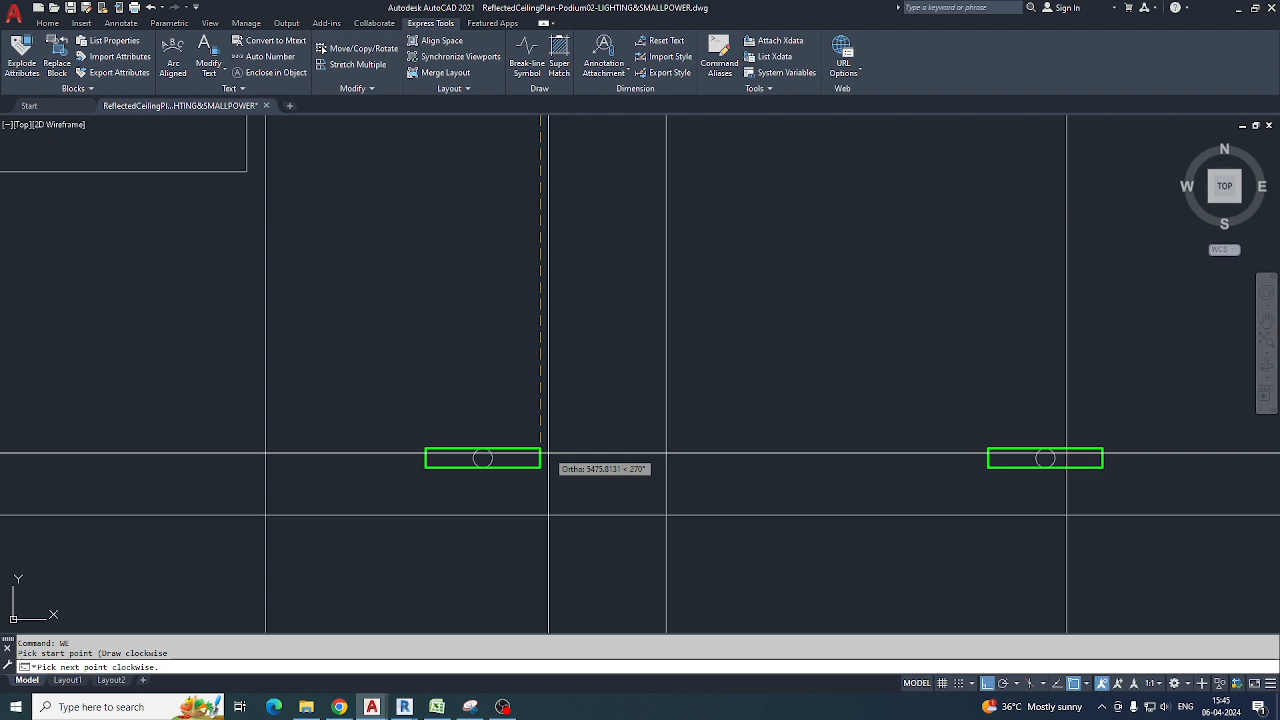 Autodesk AutoCAD 2021 ReflectedCeilingPlan-Podium02-LIGHTING&SMALLPOWER.dwg
Type a keyword or phrase
Sign In
Home Insert Annotate Parametric View Manage Output Add-ins Collaborate Express Tools Featured Apps
Explode Attributes
Replace Block
List Properties
Import Attributes
Export Attributes
Blocks
Arc Aligned
Modify Text
Convert to Mtext
Auto Number
Enclose in Object
Text
Move/Copy/Rotate
Stretch Multiple
Modify
Align Space
Synchronize Viewports
Merge Layout
Layout
Break-line Symbol
Super Hatch
Draw
Annotation Attachment
Reset Text
Import Style
Export Style
Dimension
Command Aliases
Attach Xdata
List Xdata
System Variables
Tools
URL Options
Web
Start
ReflectedCeilingPl...HTING&SMALLPOWER*
[−][Top][2D Wireframe]
N
W TOP E
S
WCS
Ortho: 5475.8131 < 270°
Y
X
Command: WE
Pick start point (Draw clockwise
Pick next point clockwise.
Model Layout1 Layout2
MODEL
1:1
Type here to search
36°C Mostly sunny
15:45
06-04-2024